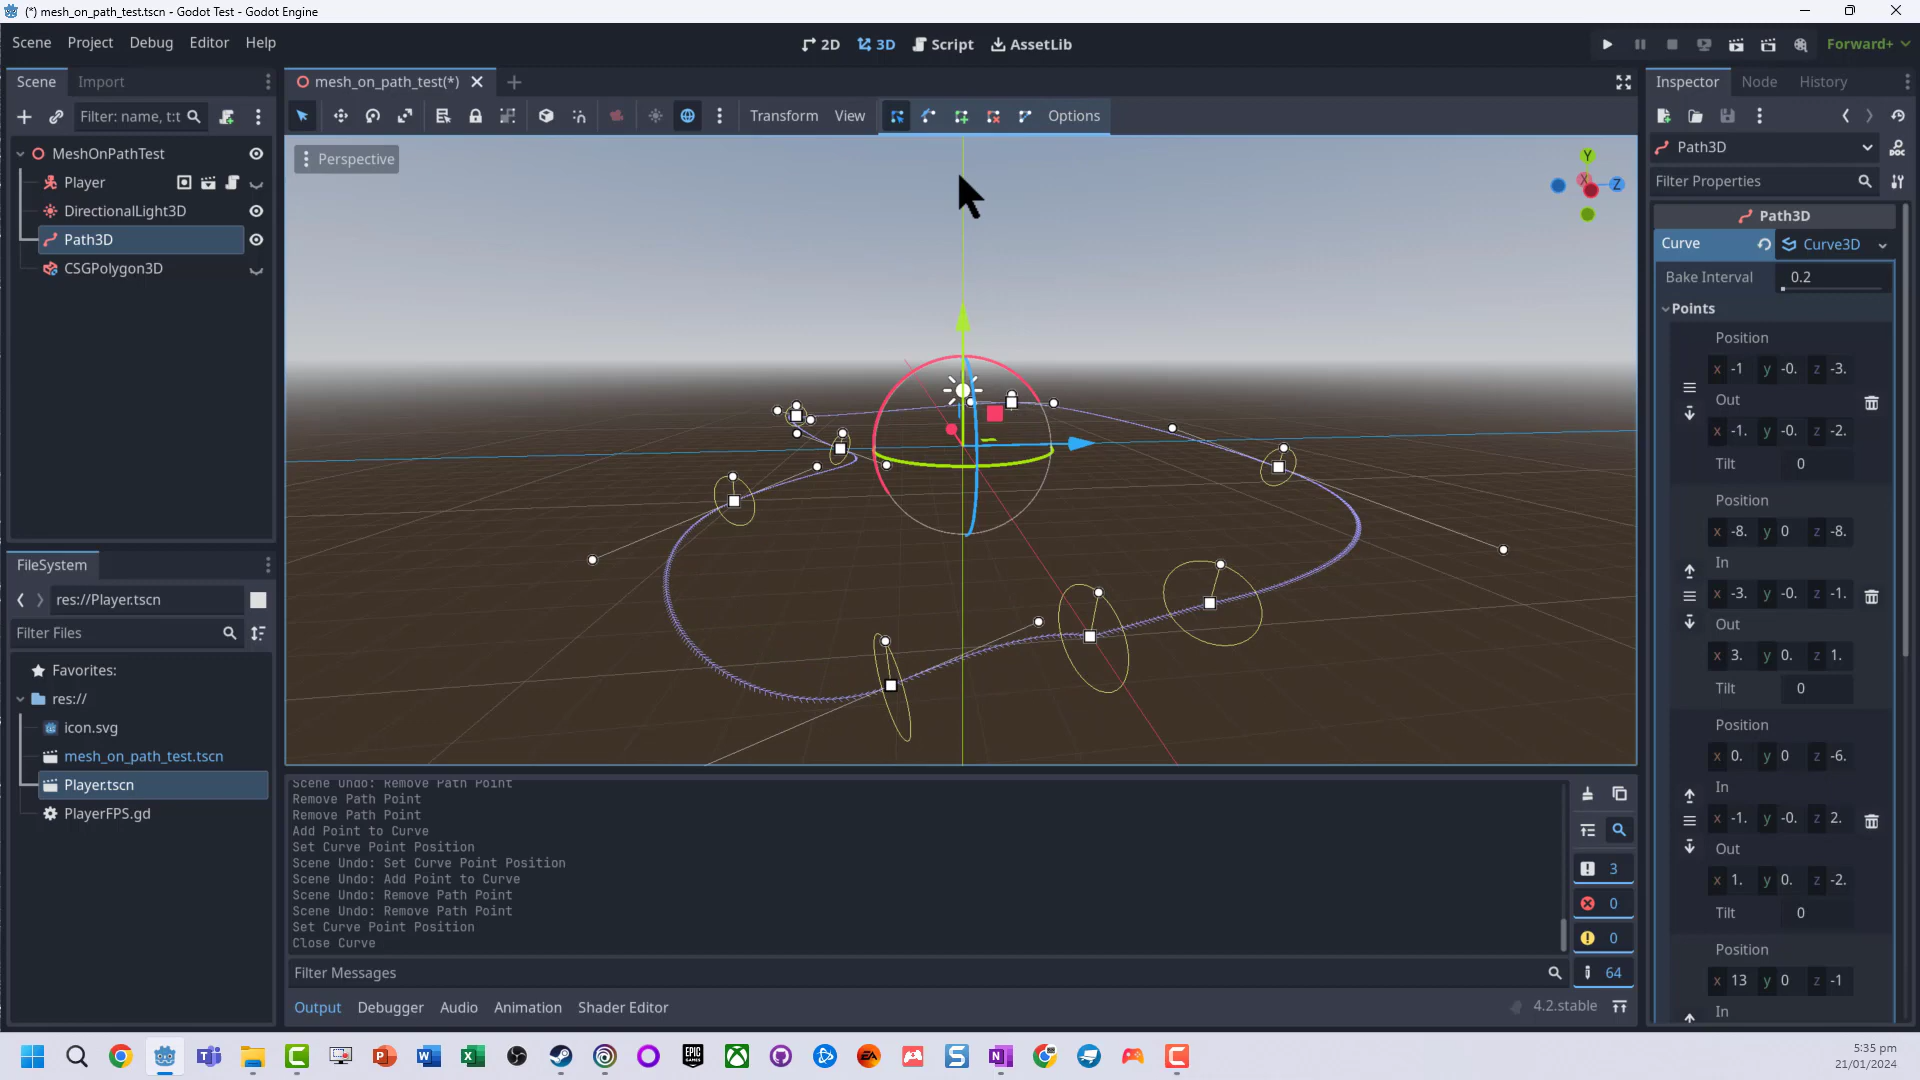 (*) mesh_on_path_test.tscn - Godot Test - Godot Engine
Scene Project Debug Editor Help
2D 3D Script AssetLib
Forward+
Scene Import
mesh_on_path_test(*)
Inspector Node History
Filter: name, t:t
Transform View Options
MeshOnPathTest
Player
DirectionalLight3D
Path3D
CSGPolygon3D
Perspective
Y
X
Z
Path3D
Filter Properties
Path3D
Curve Curve3D
Bake Interval 0.2
Points
Position
x -1 y -0. z -3.
Out
x -1. y -0. z -2.
Tilt 0
Position
x -8. y 0 z -8.
In
x -3. y -0. z -1.
Out
x 3. y 0. z 1.
Tilt 0
Position
x 0. y 0 z -6.
In
x -1. y -0. z 2.
Out
x 1. y 0. z -2.
Tilt 0
Position
x 13 y 0 z -1
In
FileSystem
res://Player.tscn
Filter Files
Favorites:
res://
icon.svg
mesh_on_path_test.tscn
Player.tscn
PlayerFPS.gd
Scene Undo: Remove Path Point
Remove Path Point
Remove Path Point
Add Point to Curve
Set Curve Point Position
Scene Undo: Set Curve Point Position
Scene Undo: Add Point to Curve
Scene Undo: Remove Path Point
Scene Undo: Remove Path Point
Set Curve Point Position
Close Curve
3
0
0
64
Filter Messages
Output Debugger Audio Animation Shader Editor
4.2.stable
EPIC GAMES
5:35 pm
21/01/2024